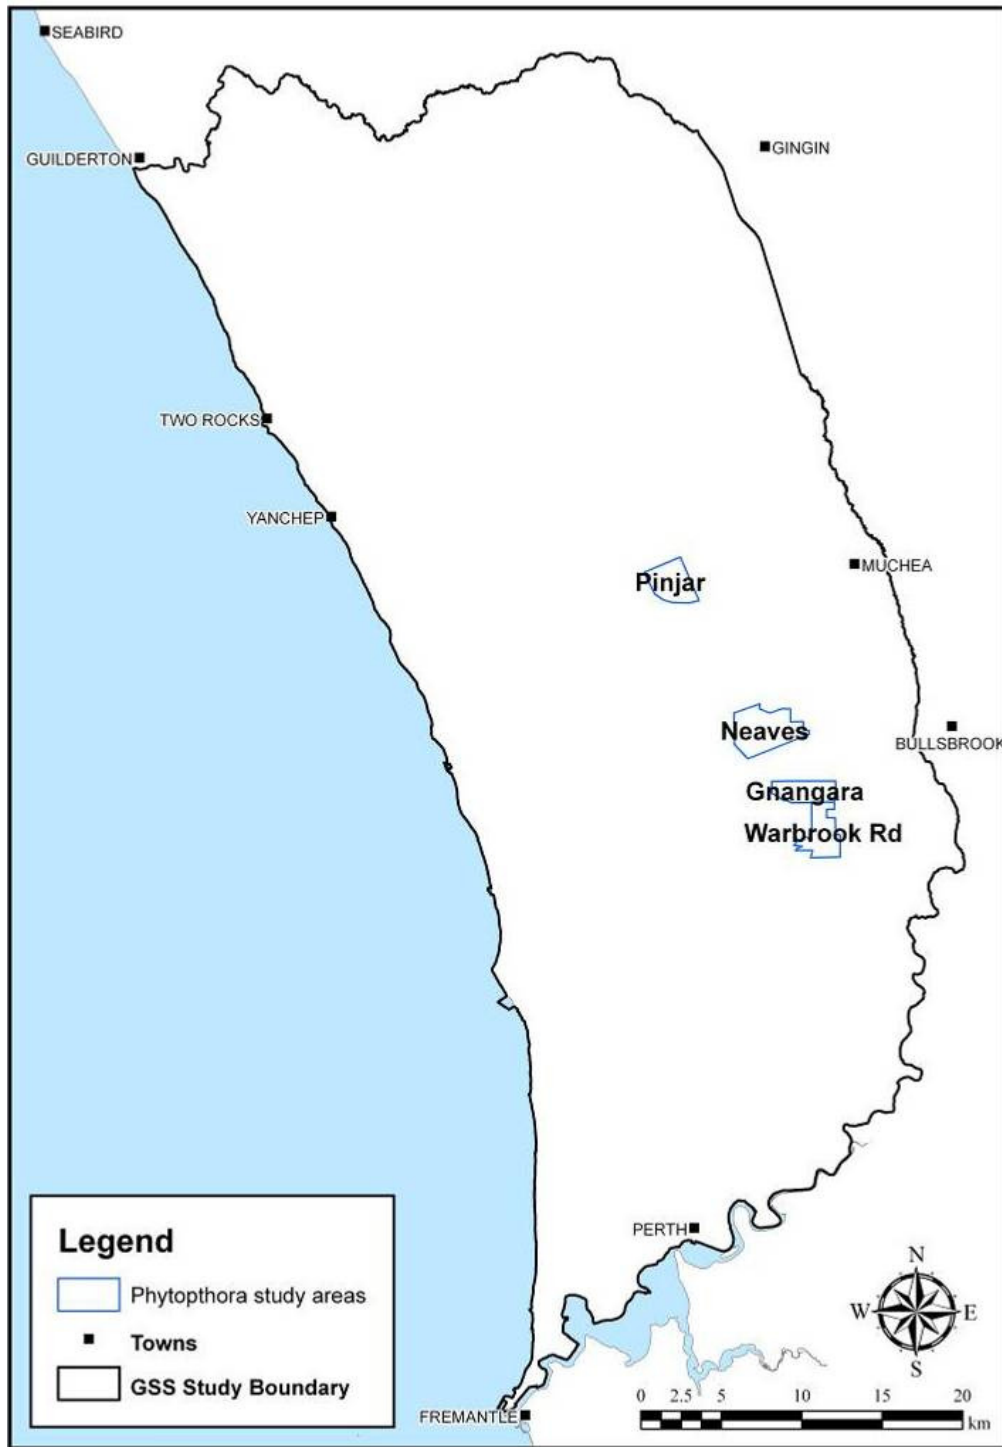 SEABIRD
GINGIN
GUILDERTON
TWO ROCKS
YANCHEP
MUCHEA
Pinjar
Neaves
BULLSBROOK
Gnangara
Warbrook Rd
PERTH
Legend
Phytopthora study areas
Towns
GSS Study Boundary
N
W E
S
FREMANTLE
0 2.5 5 10 15 20
km